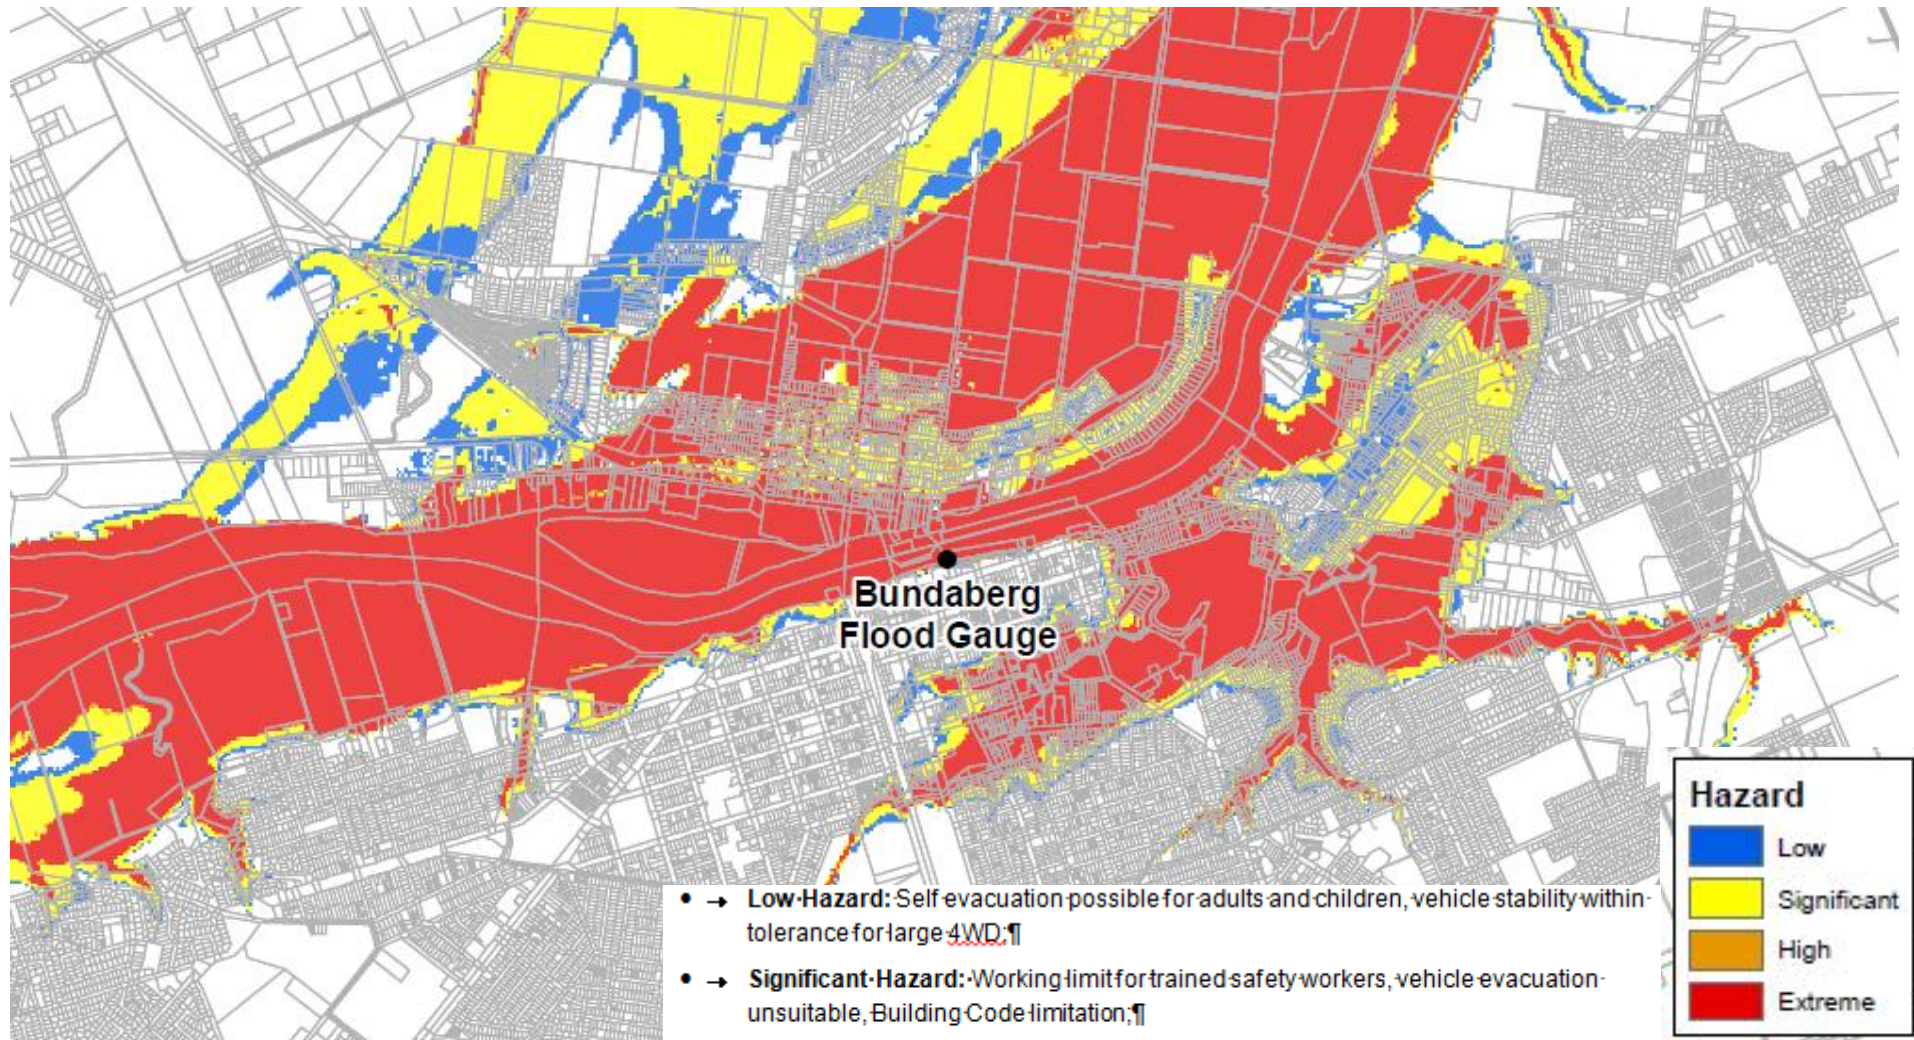 Bundaberg
Flood Gauge
Hazard
Low
Significant
High
Extreme
• → Low·Hazard:·Self·evacuation·possible·for·adults·and·children,·vehicle·stability·within·
tolerance·for·large·4WD;¶
• → Significant·Hazard:·Working·limit·for·trained·safety·workers,·vehicle·evacuation·
unsuitable,·Building·Code·limitation;¶